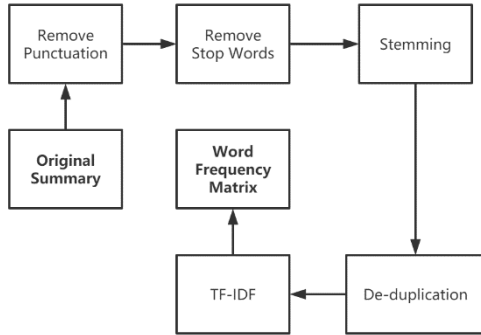 Remove
Punctuation
Remove
Stop Words
Stemming
Original
Summary
Word
Frequency
Matrix
TF-IDF
De-duplication